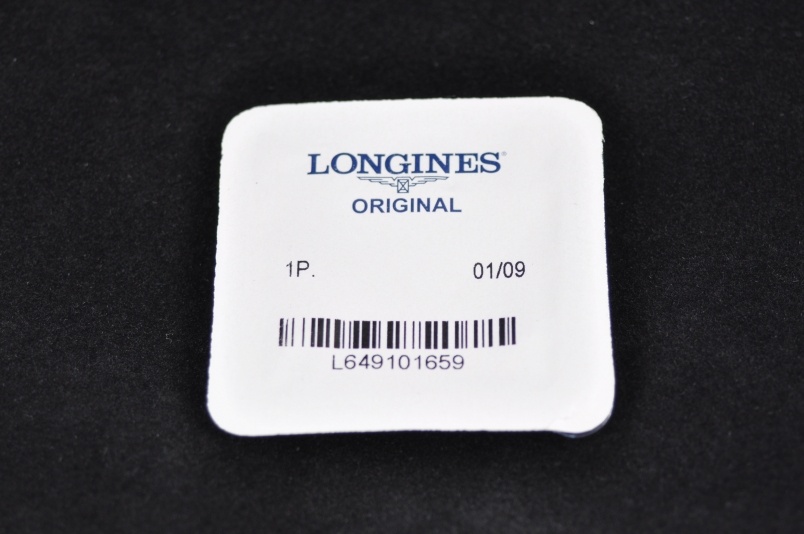 LONGINES
ORIGINAL
1P. 01/09
L649101659